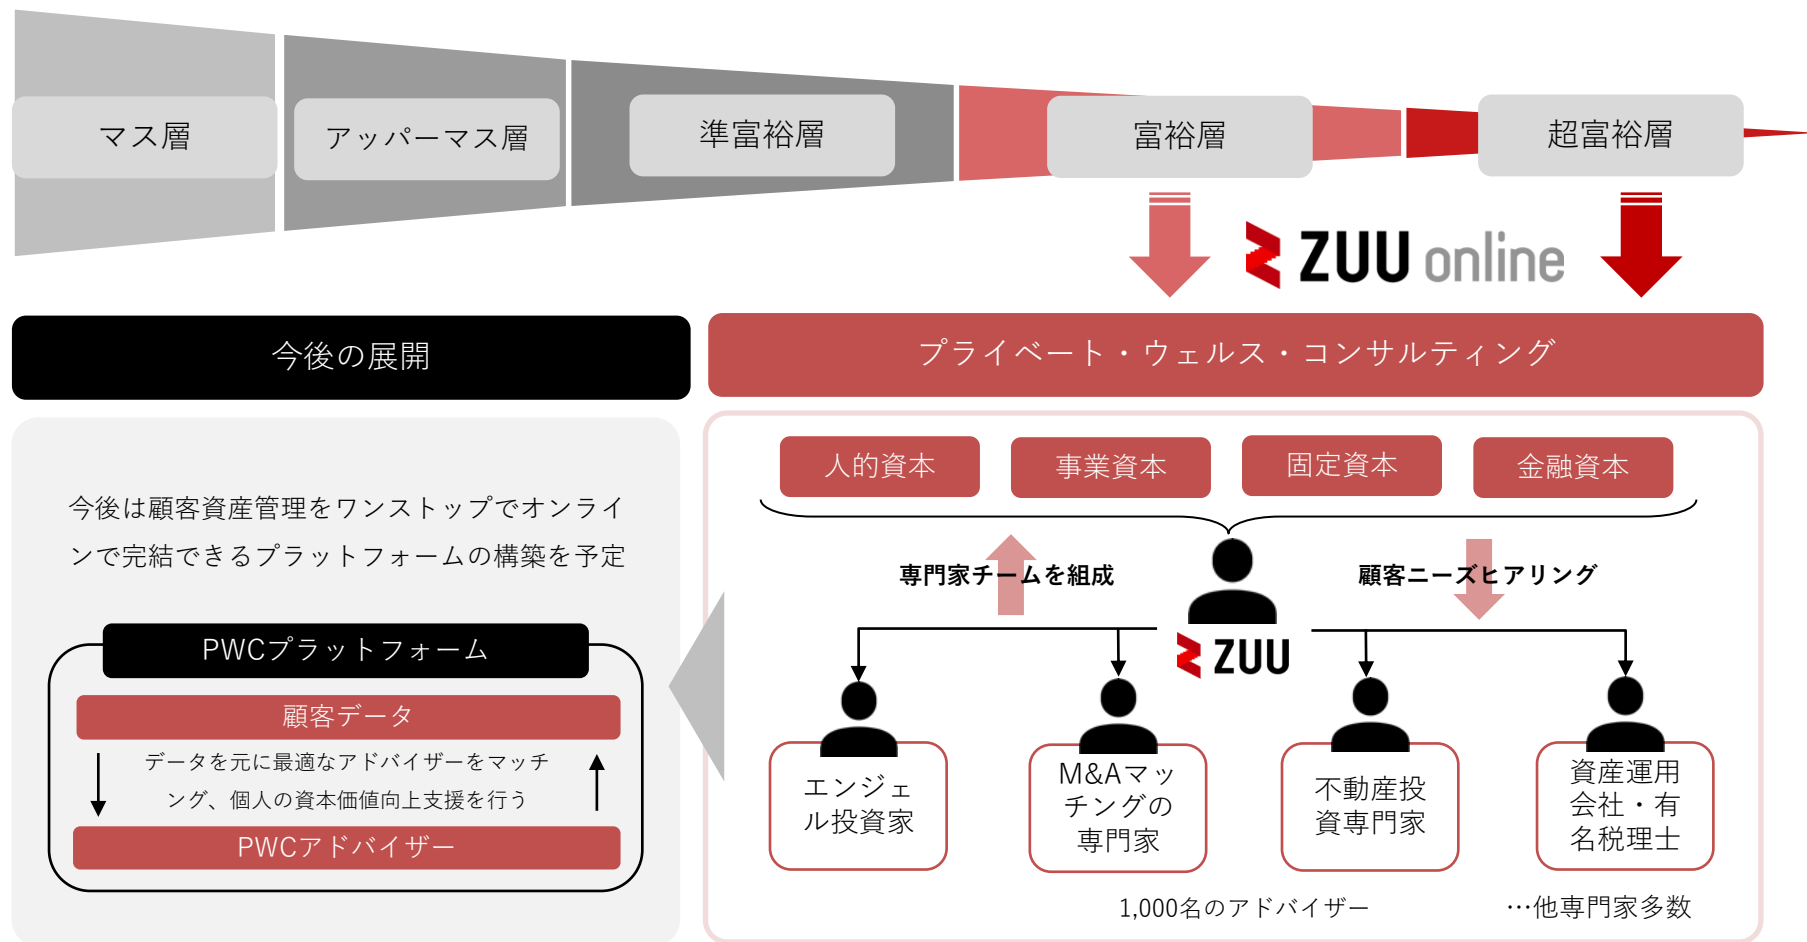 マス層
アッパーマス層
準富裕層
富裕層
超富裕層
ZUU online
今後の展開
プライベート・ウェルス・コンサルティング
今後は顧客資産管理をワンストップでオンライ
ンで完結できるプラットフォームの構築を予定
PWCプラットフォーム
顧客データ
データを元に最適なアドバイザーをマッチ
ング、個人の資本価値向上支援を行う
PWCアドバイザー
人的資本
事業資本
固定資本
金融資本
専門家チームを組成
顧客ニーズヒアリング
ZUU
エンジェ
ル投資家
M&Aマッ
チングの
専門家
不動産投
資専門家
資産運用
会社・有
名税理士
1,000名のアドバイザー
…他専門家多数